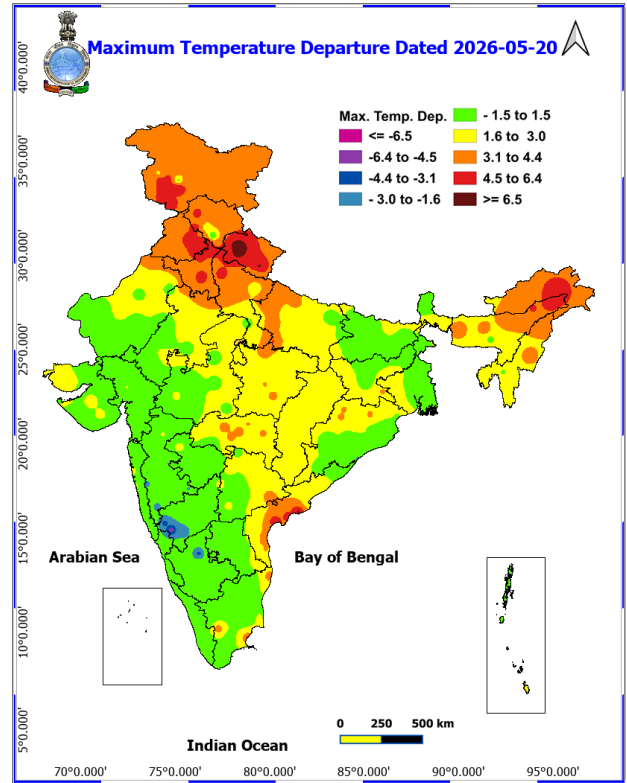 Maximum Temperature Departure Dated 2026-05-20
Max. Temp. Dep.
<= -6.5
-6.4 to -4.5
-4.4 to -3.1
- 3.0 to -1.6
- 1.5 to 1.5
1.6 to 3.0
3.1 to 4.4
4.5 to 6.4
>= 6.5
40°0.000'
35°0.000'
30°0.000'
25°0.000'
20°0.000'
15°0.000'
10°0.000'
5°0.000'
Arabian Sea
Bay of Bengal
0 250 500 km
Indian Ocean
70°0.000' 75°0.000' 80°0.000' 85°0.000' 90°0.000' 95°0.000'